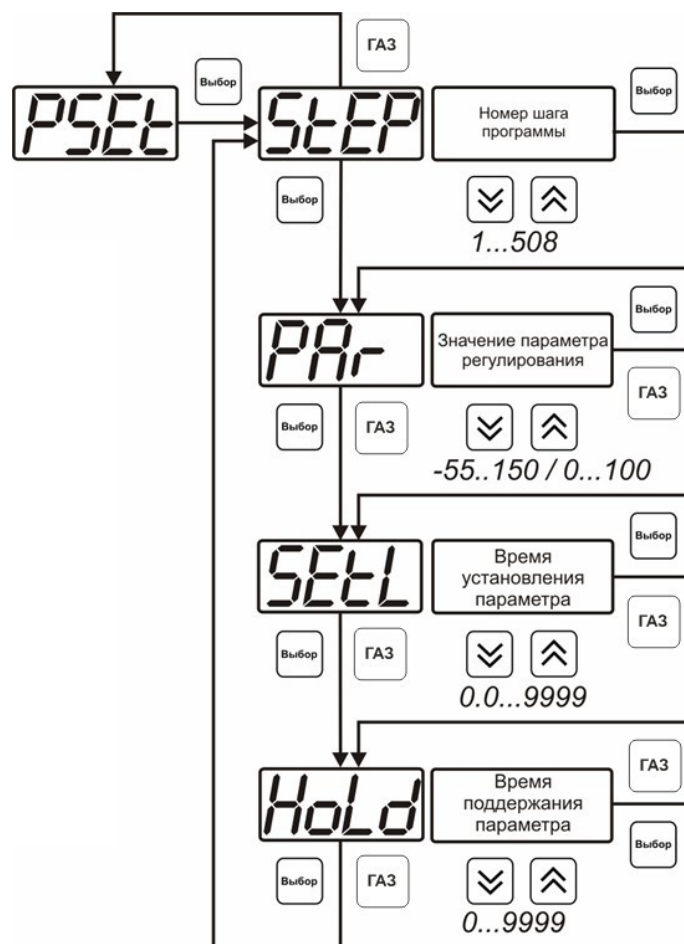 ГАЗ
Выбор
Выбор
PSEt
StEP
Номер шага
программы
Выбор
1...508
Выбор
PAr
Значение параметра
регулирования
ГАЗ
Выбор
ГАЗ
-55..150 / 0...100
Выбор
SEtL
Время
установления
параметра
ГАЗ
Выбор
ГАЗ
0.0...9999
ГАЗ
HoLd
Время
поддержания
параметра
Выбор
Выбор
ГАЗ
0...9999